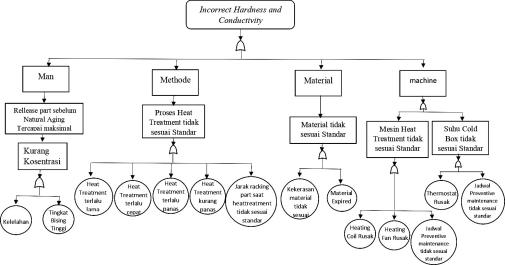 Incorrect Hardness and
Conductivity
Man
Methode
Material
machine
Rellease part sebelum
Natural Aging
Tercapai maksimal
Proses Heat
Treatment tidak
sesuai Standar
Material tidak
sesuai Standar
Mesin Heat
Treatment tidak
sesuai Standar
Suhu Cold
Box tidak
sesuai Standar
Kurang
Kosentrasi
Kelelahan
Tingkat
Bising
Tinggi
Heat
Treatment
terlalu
lama
Heat
Treatment
terlalu
cepat
Heat
Treatment
terlalu
panas
Heat
Treatment
kurang
panas
Jarak racking
part saat
heattreatment
tidak sesuai
standar
Kekerasan
material
tidak
sesuai
Material
Expired
Heating
Coil Rusak
Heating
Fan Rusak
Jadwal
Preventive
maintenance
tidak sesuai
standar
Thermostat
Rusak
Jadwal
Preventive
maintenance
tidak sesuai
standar